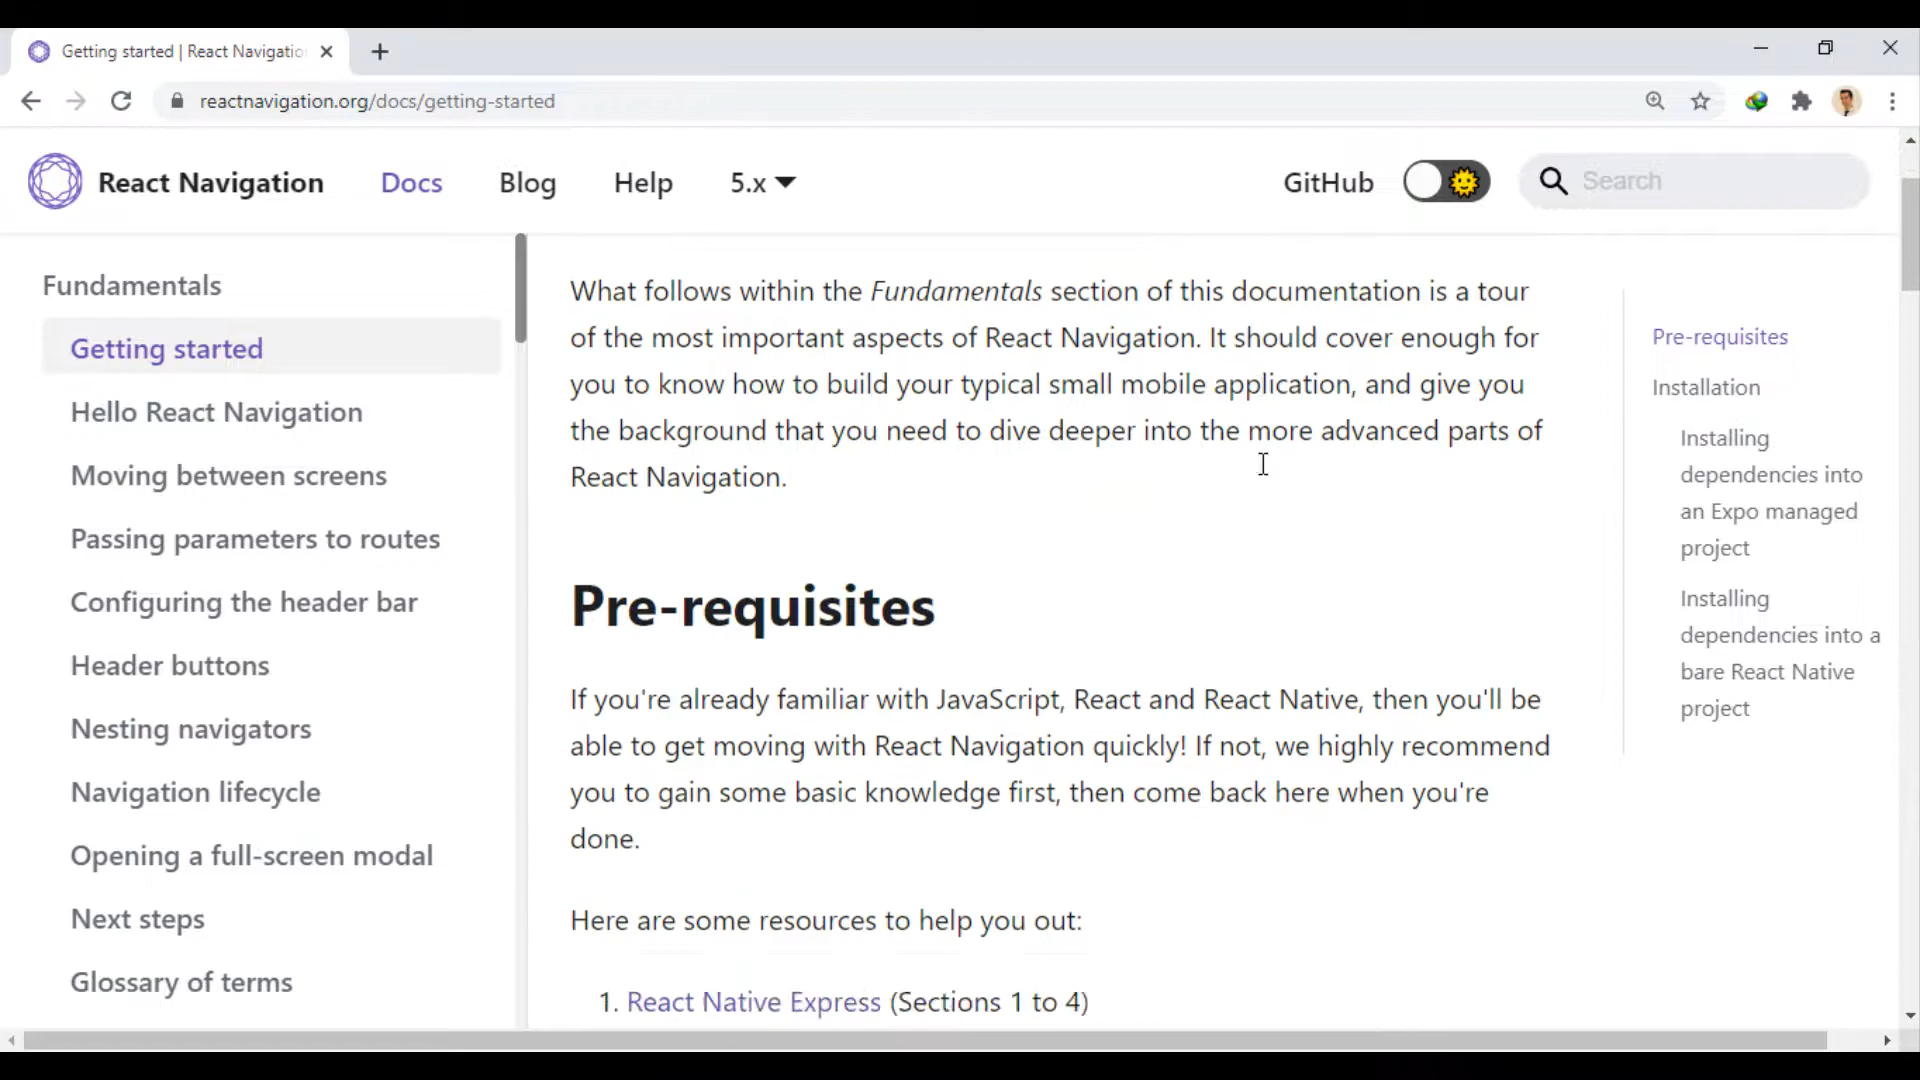 Getting started | React Navigatio
reactnavigation.org/docs/getting-started
React Navigation
Docs
Blog
Help
5.x
GitHub
Search
Fundamentals
Getting started
Hello React Navigation
Moving between screens
Passing parameters to routes
Configuring the header bar
Header buttons
Nesting navigators
Navigation lifecycle
Opening a full-screen modal
Next steps
Glossary of terms
What follows within the Fundamentals section of this documentation is a tour
of the most important aspects of React Navigation. It should cover enough for
you to know how to build your typical small mobile application, and give you
the background that you need to dive deeper into the more advanced parts of
React Navigation.
Pre-requisites
If you're already familiar with JavaScript, React and React Native, then you'll be
able to get moving with React Navigation quickly! If not, we highly recommend
you to gain some basic knowledge first, then come back here when you're
done.
Here are some resources to help you out:
1. React Native Express (Sections 1 to 4)
Pre-requisites
Installation
Installing
dependencies into
an Expo managed
project
Installing
dependencies into a
bare React Native
project